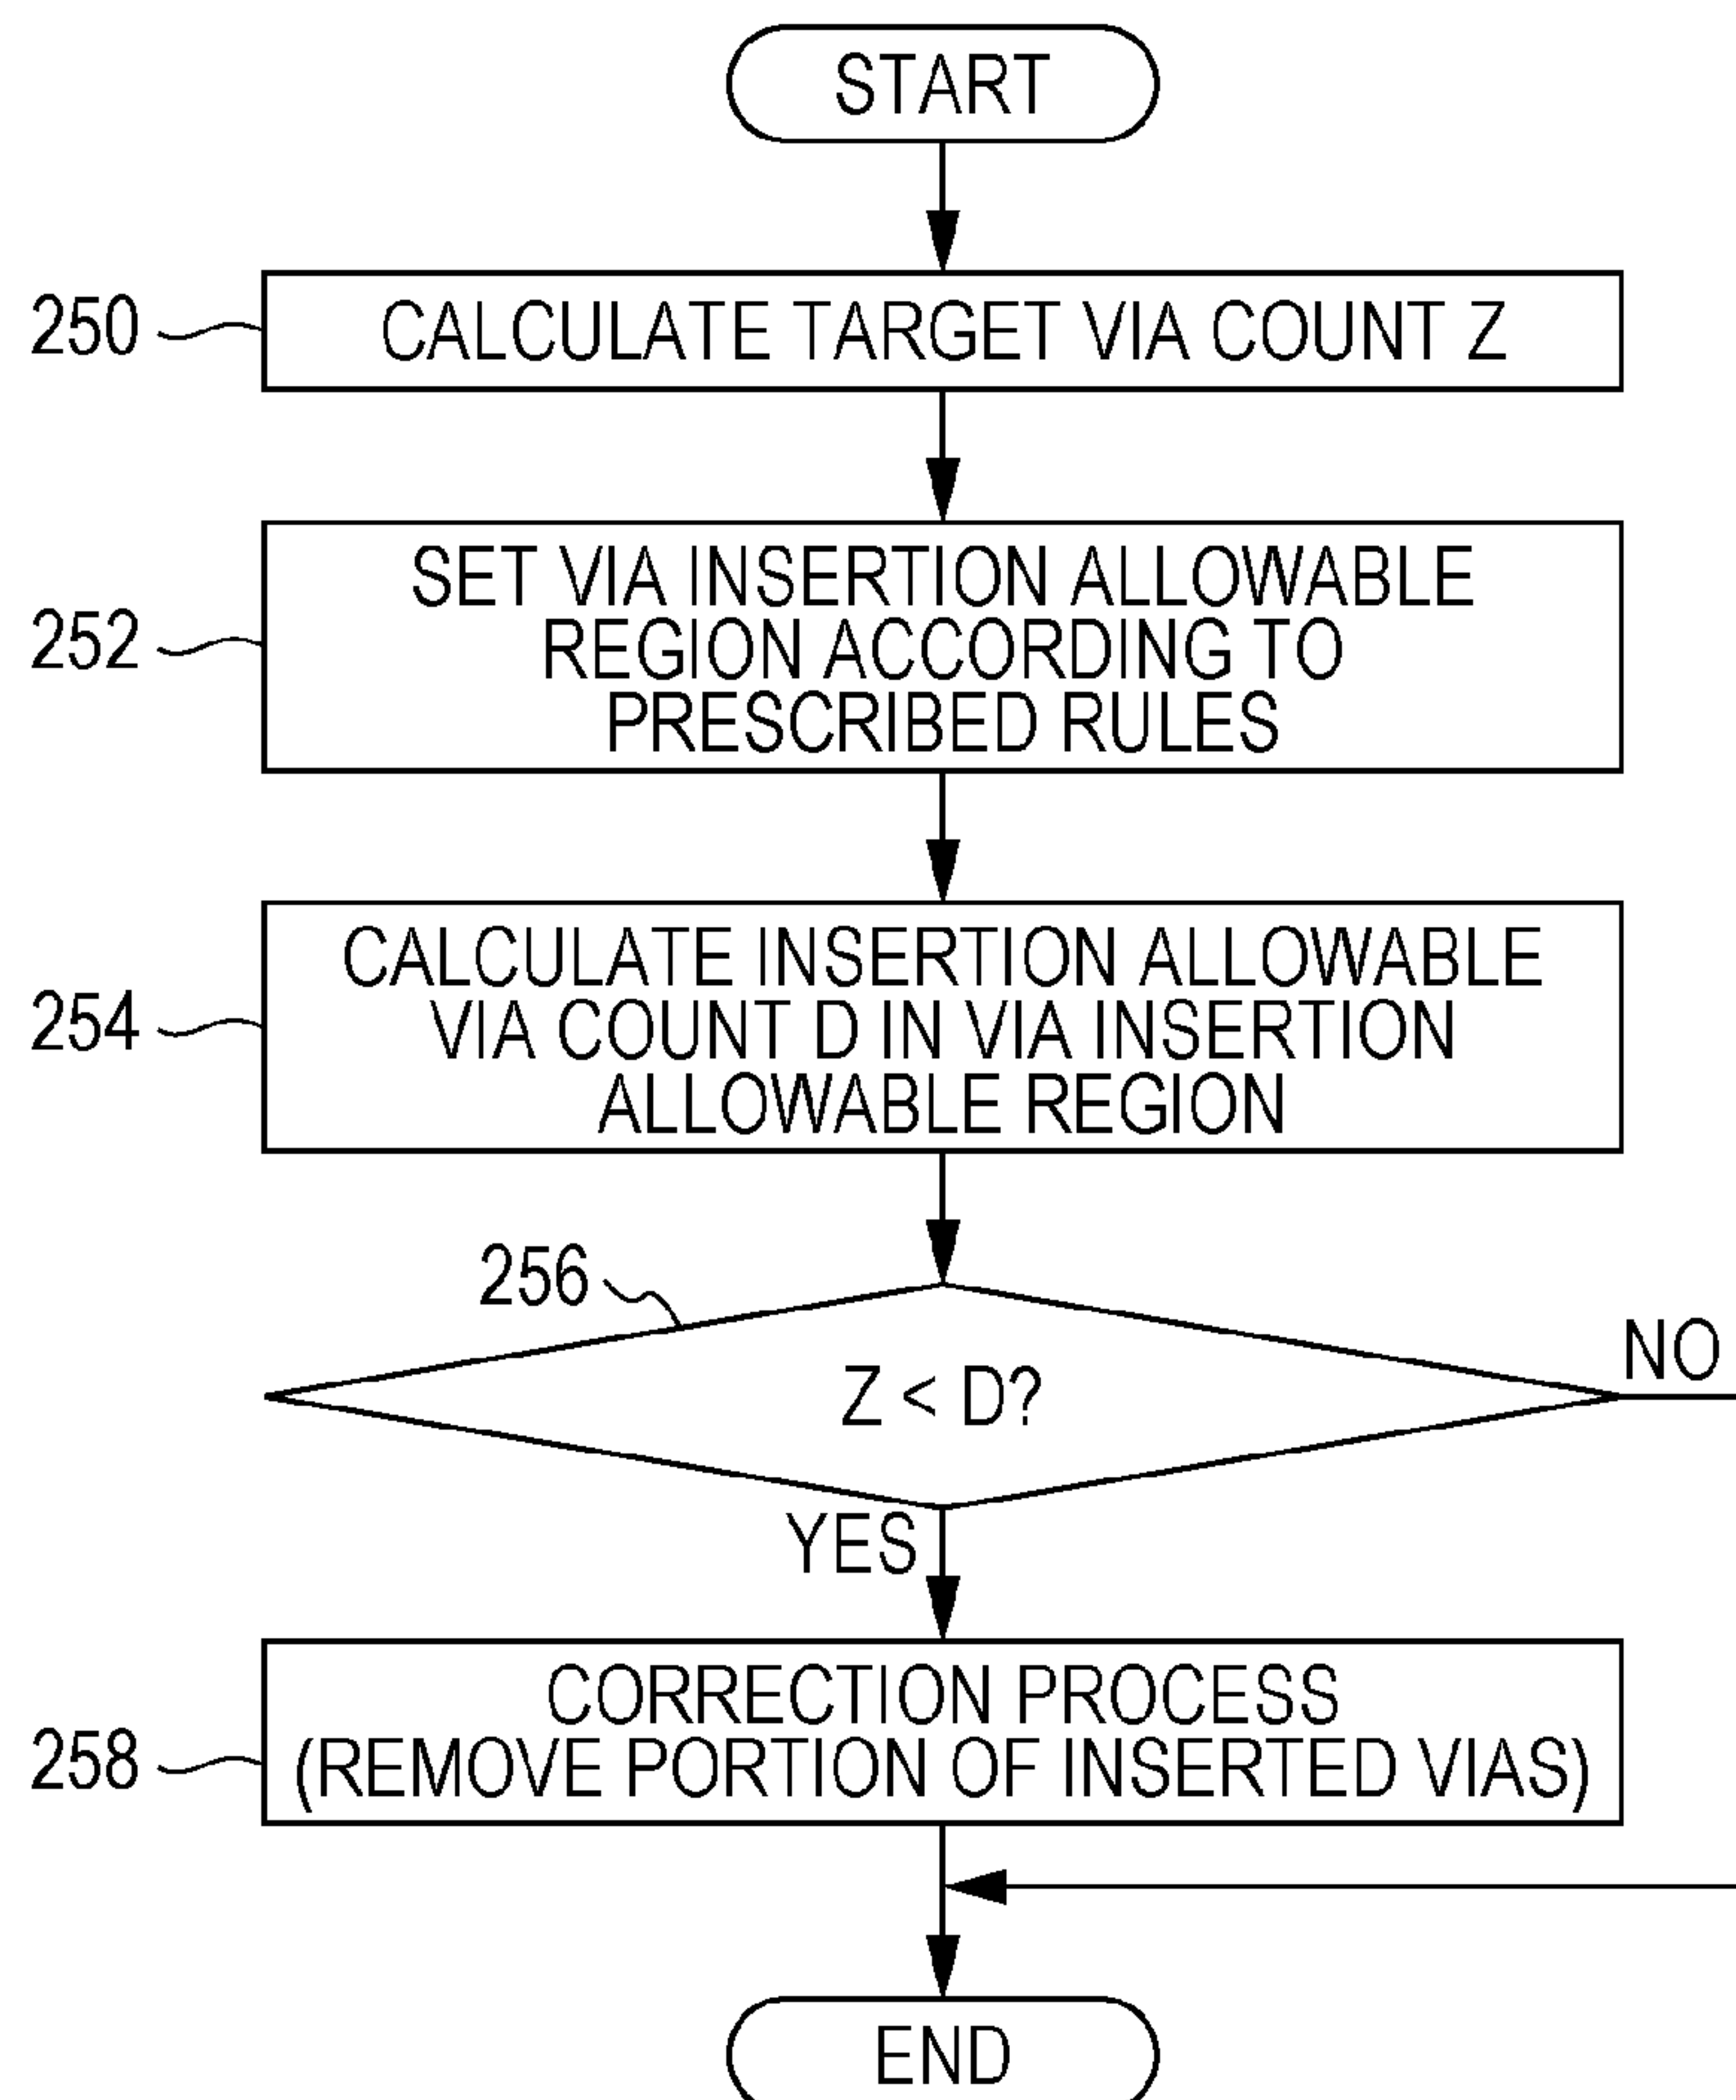 START
250
CALCULATE TARGET VIA COUNT Z
252
SET VIA INSERTION ALLOWABLE
REGION ACCORDING TO
PRESCRIBED RULES
254
CALCULATE INSERTION ALLOWABLE
VIA COUNT D IN VIA INSERTION
ALLOWABLE REGION
256
Z < D?
NO
YES
258
CORRECTION PROCESS
(REMOVE PORTION OF INSERTED VIAS)
END